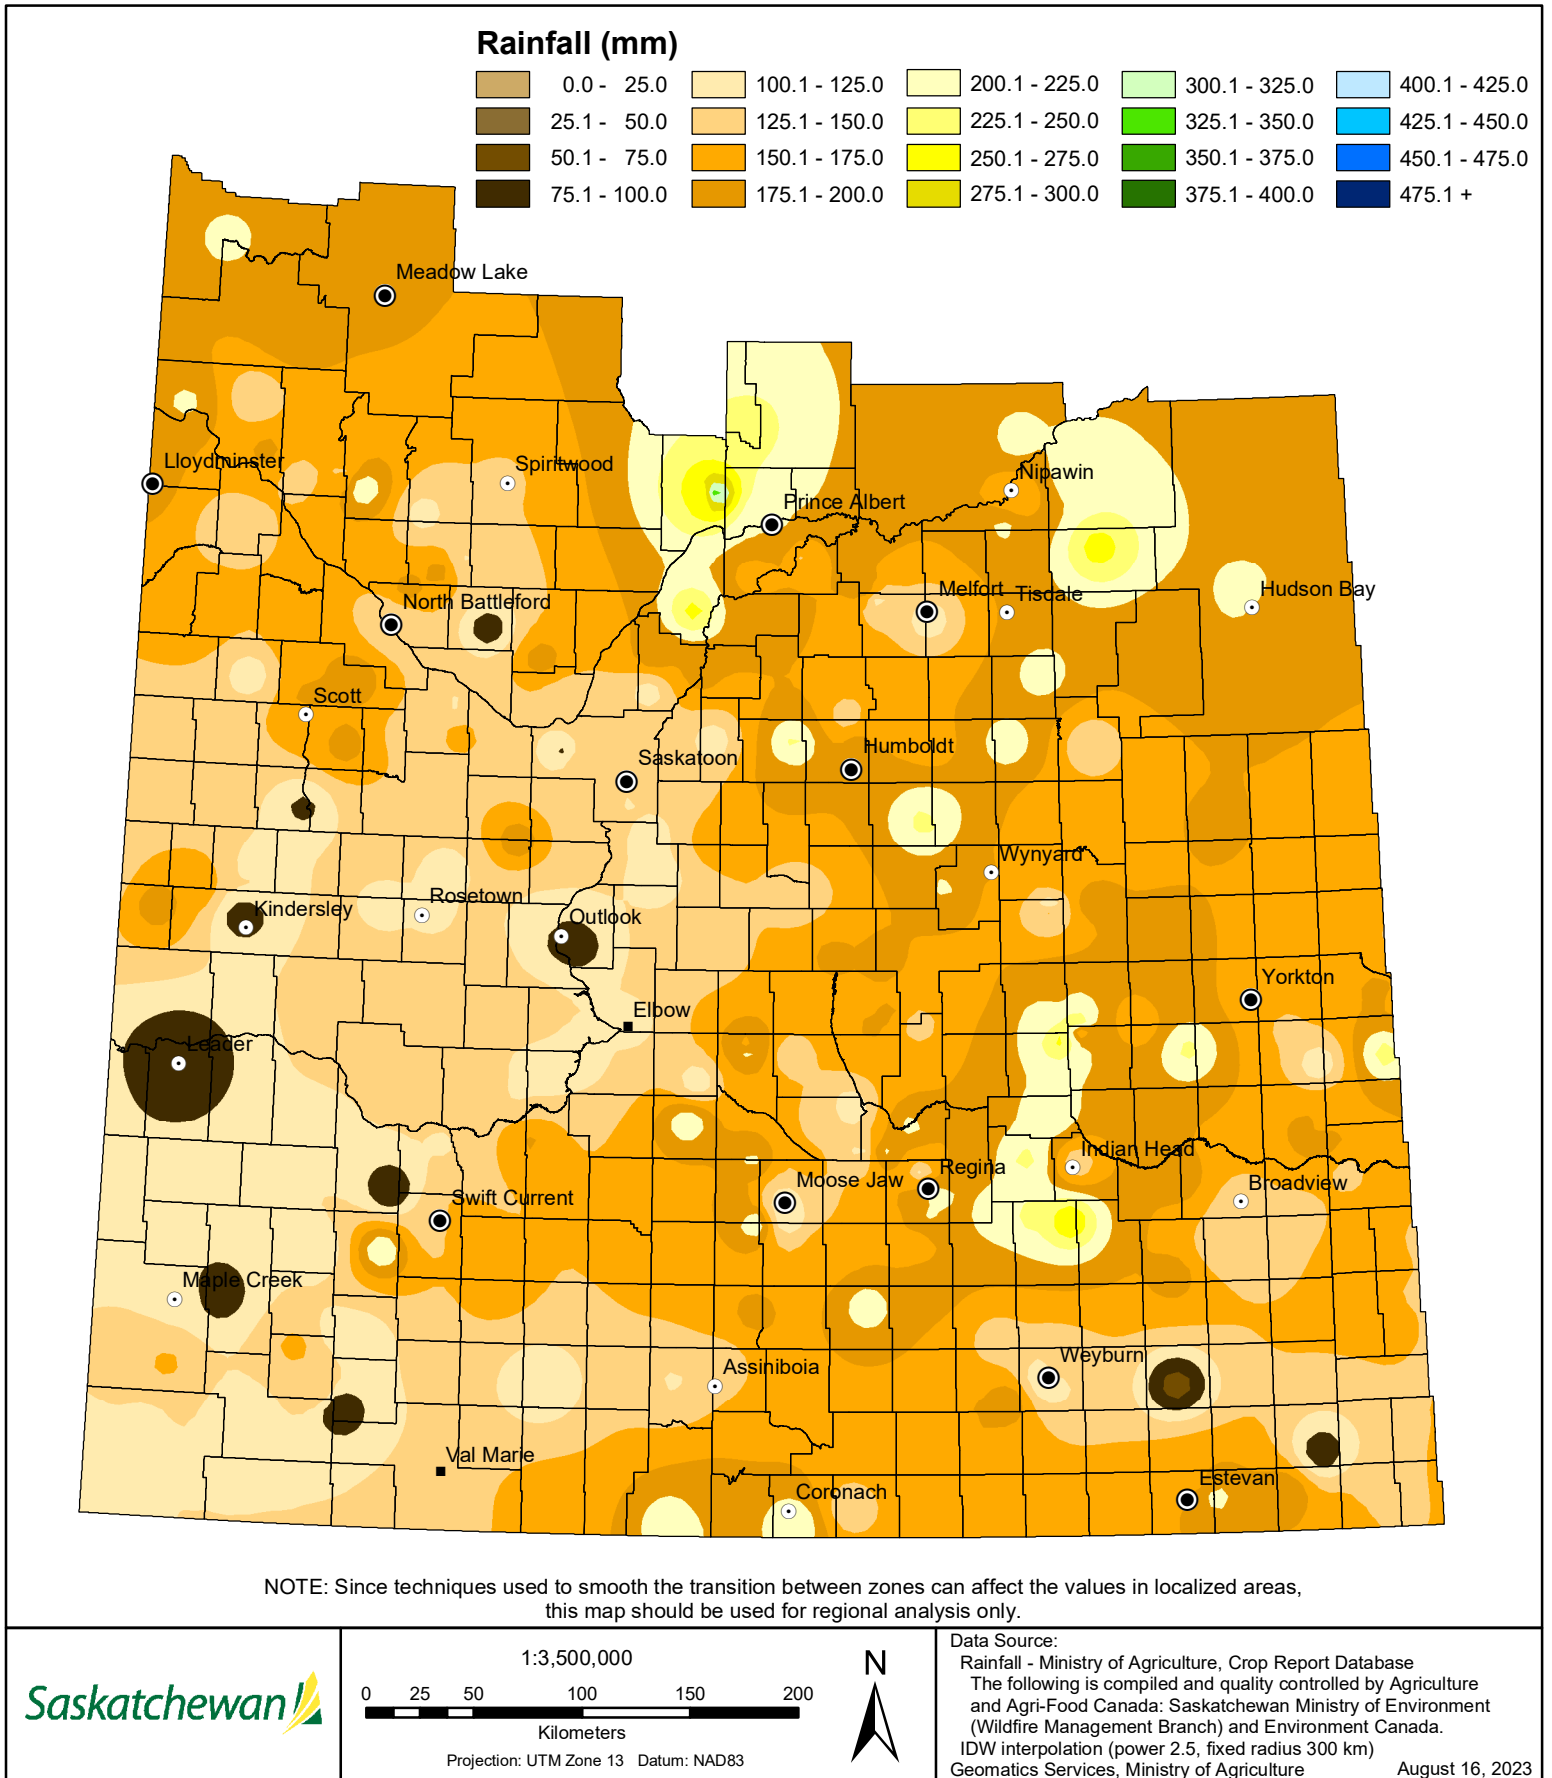 Rainfall (mm)
0.0 - 25.0
25.1 - 50.0
50.1 - 75.0
75.1 - 100.0
100.1 - 125.0
125.1 - 150.0
150.1 - 175.0
175.1 - 200.0
200.1 - 225.0
225.1 - 250.0
250.1 - 275.0
275.1 - 300.0
300.1 - 325.0
325.1 - 350.0
350.1 - 375.0
375.1 - 400.0
400.1 - 425.0
425.1 - 450.0
450.1 - 475.0
475.1 +
Meadow Lake
Lloydminster
Spiritwood
Nipawin
Prince Albert
Hudson Bay
Melfort
Tisdale
North Battleford
Scott
Humboldt
Saskatoon
Wynyard
Rosetown
Kindersley
Outlook
Yorkton
Elbow
Leader
Indian Head
Regina
Moose Jaw
Broadview
Swift Current
Maple Creek
Weyburn
Assiniboia
Val Marie
Estevan
Coronach
NOTE: Since techniques used to smooth the transition between zones can affect the values in localized areas,
this map should be used for regional analysis only.
Saskatchewan
1:3,500,000
0 25 50 100 150 200
Kilometers
Projection: UTM Zone 13 Datum: NAD83
N
Data Source:
Rainfall - Ministry of Agriculture, Crop Report Database
The following is compiled and quality controlled by Agriculture
and Agri-Food Canada: Saskatchewan Ministry of Environment
(Wildfire Management Branch) and Environment Canada.
IDW interpolation (power 2.5, fixed radius 300 km)
Geomatics Services, Ministry of Agriculture August 16, 2023